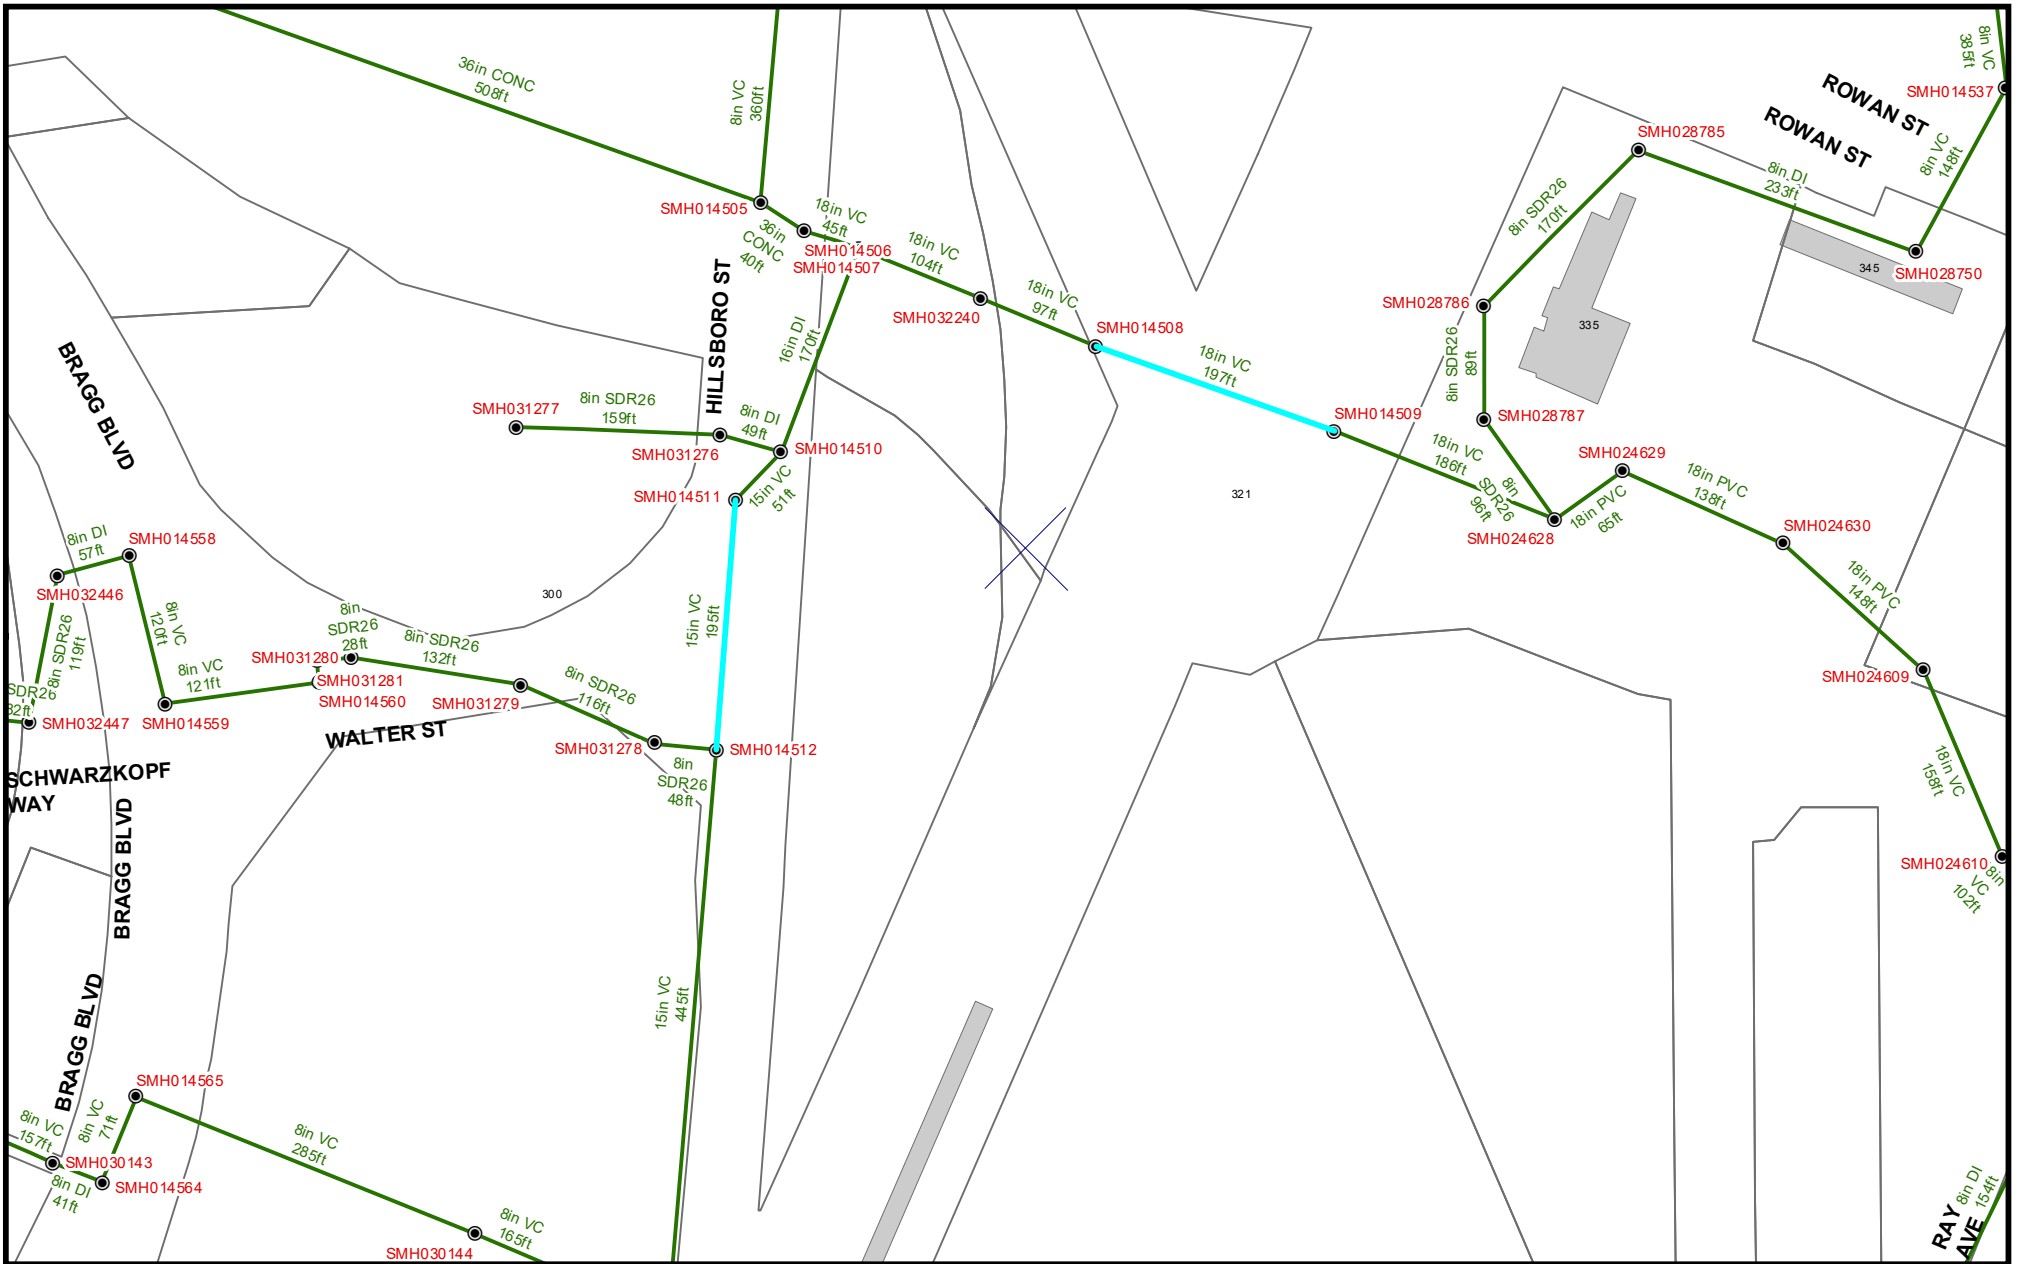 36in CONC
508ft
8in VC
360ft
8in VC
385ft
ROWAN ST
ROWAN ST
SMH014537
SMH028785
8in VC
148ft
8in DI
233ft
8in SDR26
170ft
SMH014505
18in VC
45ft
36in
CONC
40ft
SMH014506
SMH014507
18in VC
104ft
345
SMH028750
18in VC
97ft
SMH032240
SMH014508
SMH028786
335
HILLSBORO ST
16in DI
170ft
18in VC
197ft
8in SDR26
89ft
BRAGG BLVD
SMH031277
8in SDR26
159ft
8in DI
49ft
SMH031276
SMH014510
SMH014509
SMH028787
18in VC
186ft
SMH024629
15in VC
51ft
SMH014511
321
8in
SDR26
96ft
18in PVC
65ft
18in PVC
138ft
SMH024628
SMH024630
8in DI
57ft
SMH014558
SMH032446
18in PVC
148ft
8in VC
120ft
8in SDR26
119ft
300
8in
SDR26
28ft
8in SDR26
132ft
15in VC
195ft
SMH031280
SMH031281
SMH014560
8in VC
121ft
8in SDR26
116ft
SMH024609
SDR26
32ft
SMH032447
SMH014559
SMH031279
WALTER ST
SMH031278
SMH014512
8in
SDR26
48ft
SCHWARZKOPF
WAY
18in VC
158ft
BRAGG BLVD
SMH024610
8in
VC
102ft
15in VC
445ft
BRAGG BLVD
SMH014565
8in VC
71ft
8in VC
157ft
8in VC
285ft
SMH030143
SMH014564
8in DI
41ft
8in VC
165ft
SMH030144
8in DI
154ft
RAY
AVE